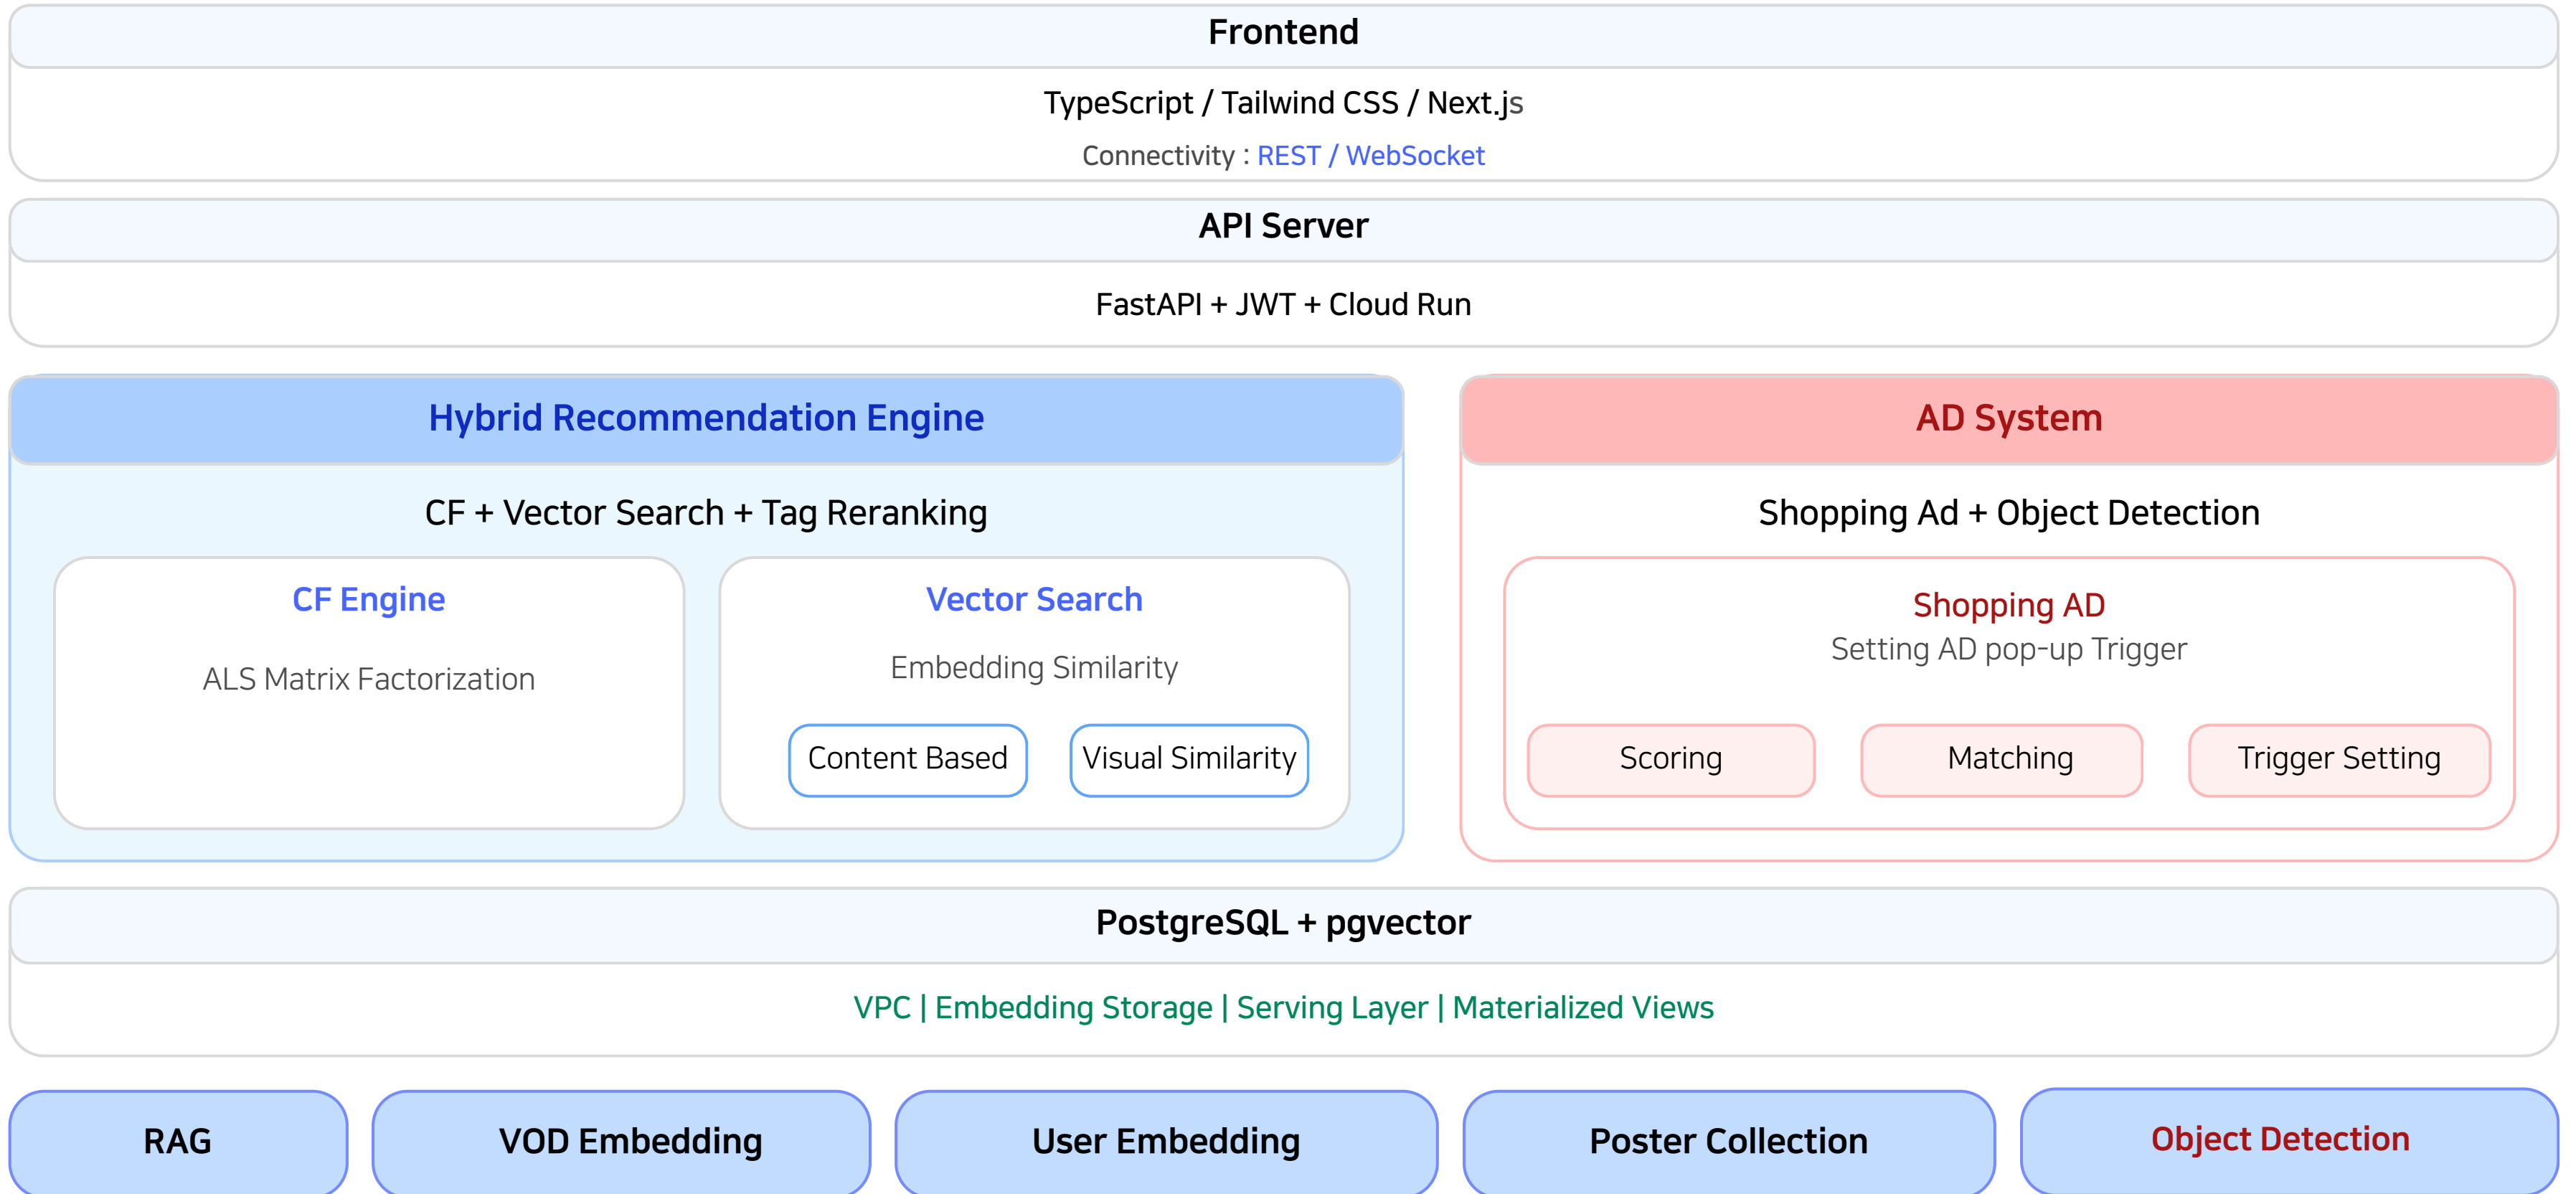 Frontend
TypeScript / Tailwind CSS / Next.js
Connectivity : REST / WebSocket
API Server
FastAPI + JWT + Cloud Run
Hybrid Recommendation Engine
CF + Vector Search + Tag Reranking
CF Engine
ALS Matrix Factorization
Vector Search
Embedding Similarity
Content Based
Visual Similarity
AD System
Shopping Ad + Object Detection
Shopping AD
Setting AD pop-up Trigger
Scoring
Matching
Trigger Setting
PostgreSQL + pgvector
VPC | Embedding Storage | Serving Layer | Materialized Views
RAG
VOD Embedding
User Embedding
Poster Collection
Object Detection